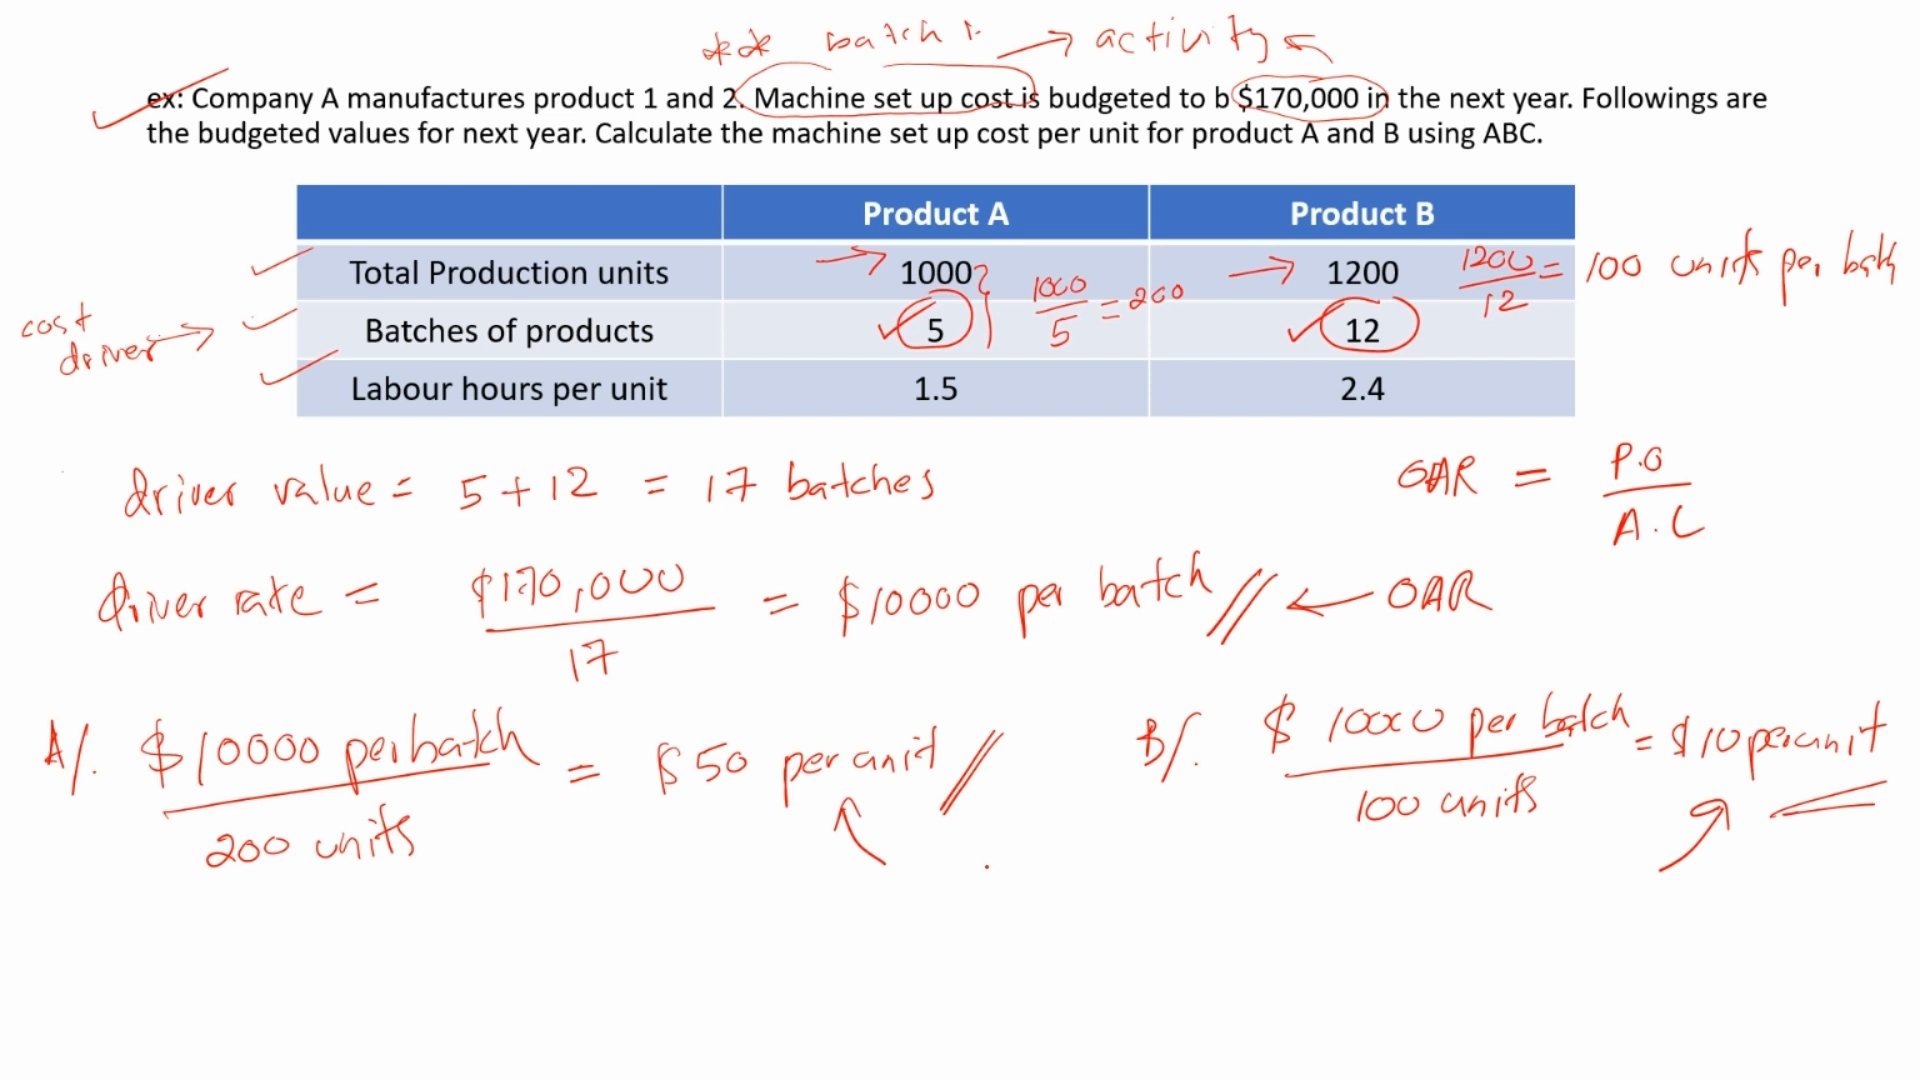 ** batch → activity
ex: Company A manufactures product 1 and 2. Machine set up cost is budgeted to b $170,000 in the next year. Followings are
the budgeted values for next year. Calculate the machine set up cost per unit for product A and B using ABC.
Product A Product B
Total Production units 1000 1200
1000/5 = 200
1200/12 = 100 units per batch
cost driver →
Batches of products 5 12
Labour hours per unit 1.5 2.4
driver value = 5 + 12 = 17 batches
OAR = P.O / A.L
driver rate = $170,000 / 17 = $10000 per batch // ← OAR
A/. $10000 per batch / 200 units = $50 per unit //
B/. $ 1000 per batch / 100 units = $10 per unit